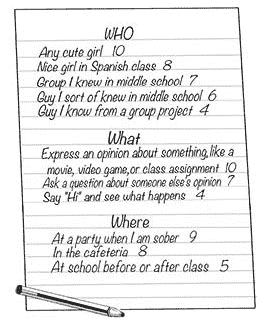 WHO
Any cute girl 10
Nice girl in Spanish class 8
Group I knew in middle school 7
Guy I sort of knew in middle school 6
Guy I know from a group project 4
What
Express an opinion about something, like a
movie, video game, or class assignment 10
Ask a question about someone else's opinion 7
Say "Hi" and see what happens 4
Where
At a party when I am sober 9
In the cafeteria 8
At school before or after class 5